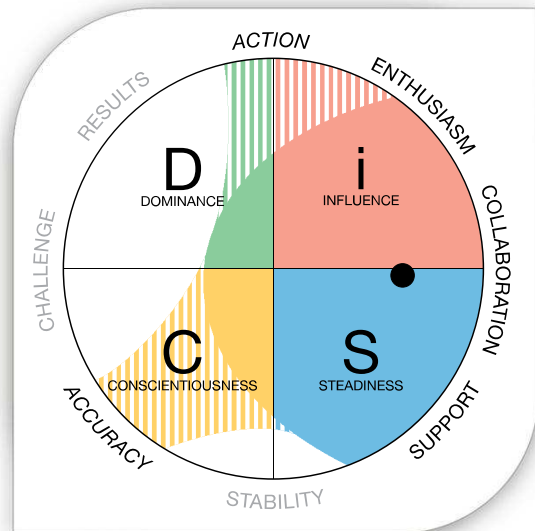 ACTION
ENTHUSIASM
RESULTS
D
DOMINANCE
i
INFLUENCE
COLLABORATION
CHALLENGE
C
CONSCIENTIOUSNESS
S
STEADINESS
ACCURACY
SUPPORT
STABILITY